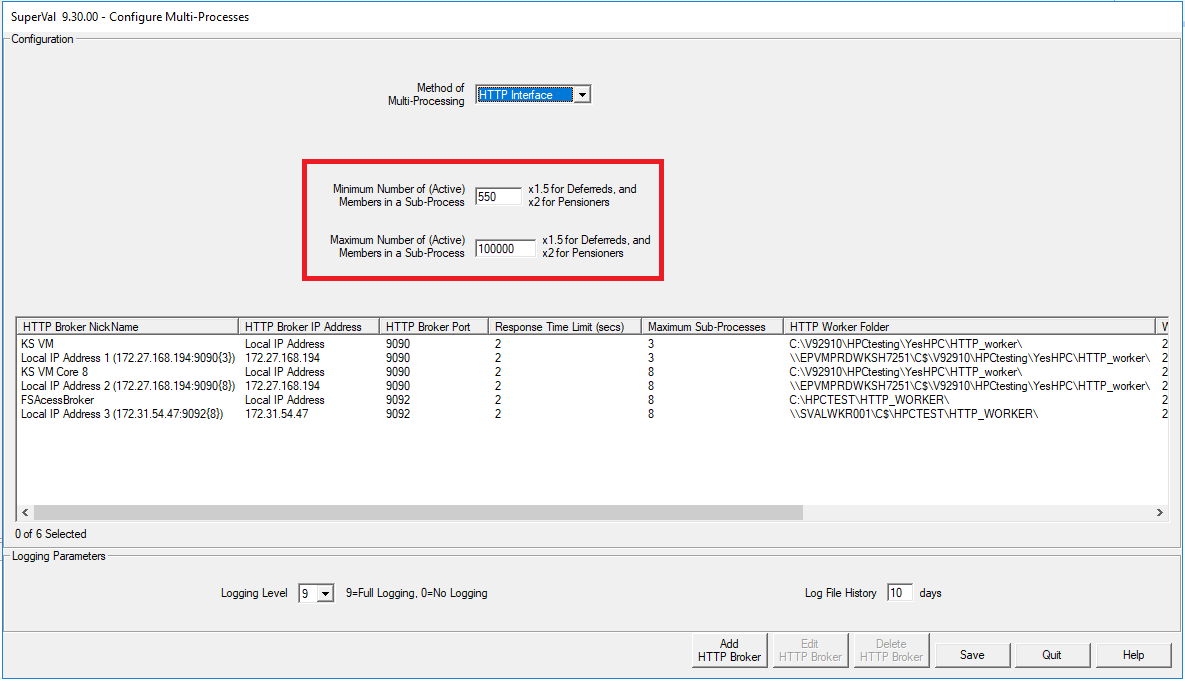 SuperVal 9.30.00 - Configure Multi-Processes
Configuration
Method of
Multi-Processing
HTTP Interface
Minimum Number of (Active)
Members in a Sub-Process
550
x1.5 for Deferreds, and
x2 for Pensioners
Maximum Number of (Active)
Members in a Sub-Process
100000
x1.5 for Deferreds, and
x2 for Pensioners
HTTP Broker NickName HTTP Broker IP Address HTTP Broker Port Response Time Limit (secs) Maximum Sub-Processes HTTP Worker Folder W
KS VM Local IP Address 9090 2 3 C:\V92910\HPCtesting\YesHPC\HTTP_worker\ 2
Local IP Address 1 (172.27.168.194:9090{3}) 172.27.168.194 9090 2 3 \\EPVMPRDWKSH7251\C$\V92910\HPCtesting\YesHPC\HTTP_worker\ 2
KS VM Core 8 Local IP Address 9090 2 8 C:\V92910\HPCtesting\YesHPC\HTTP_worker\ 2
Local IP Address 2 (172.27.168.194:9090{8}) 172.27.168.194 9090 2 8 \\EPVMPRDWKSH7251\C$\V92910\HPCtesting\YesHPC\HTTP_worker\ 2
FSAcessBroker Local IP Address 9092 2 8 C:\HPCTEST\HTTP_WORKER\ 2
Local IP Address 3 (172.31.54.47:9092{8}) 172.31.54.47 9092 2 8 \\SVALWKR001\C$\HPCTEST\HTTP_WORKER\ 2
0 of 6 Selected
Logging Parameters
Logging Level 9 9=Full Logging, 0=No Logging
Log File History 10 days
Add
HTTP Broker
Edit
HTTP Broker
Delete
HTTP Broker
Save
Quit
Help